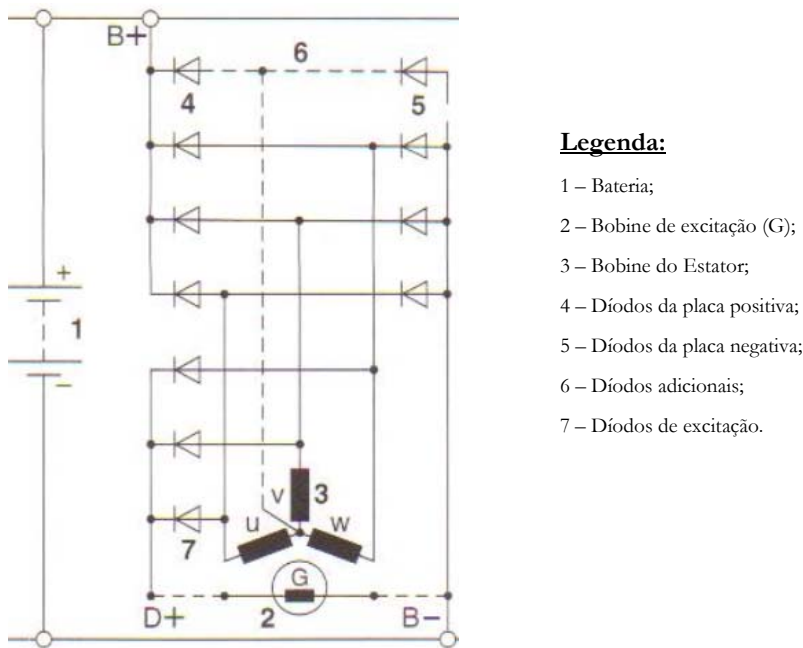 B+
6
4
5
+
1
−
v
3
u
w
7
G
D+
2
B−
Legenda:
1 – Bateria;
2 – Bobine de excitação (G);
3 – Bobine do Estator;
4 – Díodos da placa positiva;
5 – Díodos da placa negativa;
6 – Díodos adicionais;
7 – Díodos de excitação.